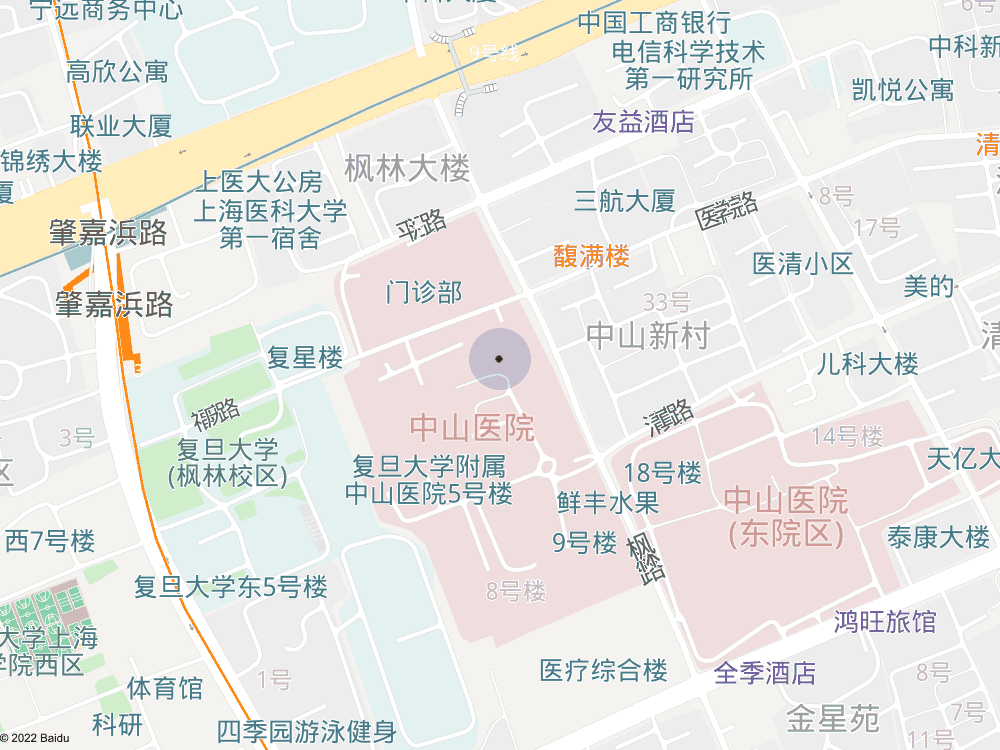 宁远商务中心
中国工商银行
9号线
电信科学技术
第一研究所
中科新
6号
高欣公寓
凯悦公寓
联业大厦
友益酒店
清
锦绣大楼
枫林大楼
厦
上医大公房
三航大厦
8号
上海医科大学
第一宿舍
平江路
医学院路
17号
肇嘉浜路
馥满楼
医清小区
门诊部
美的
肇嘉浜路
33号
中山新村
清
复星楼
儿科大楼
福路
清真路
3号
中山医院
14号楼
复旦大学
(枫林校区)
复旦大学附属
中山医院5号楼
18号楼
天亿大
区
鲜丰水果
中山医院
(东院区)
西7号楼
9号楼
枫林路
泰康大楼
复旦大学东5号楼
8号楼
大学上海
学院西区
鸿旺旅馆
1号
体育馆
医疗综合楼
全季酒店
8号
科研
四季园游泳健身
金星苑
7号
11号
© 2022 Baidu